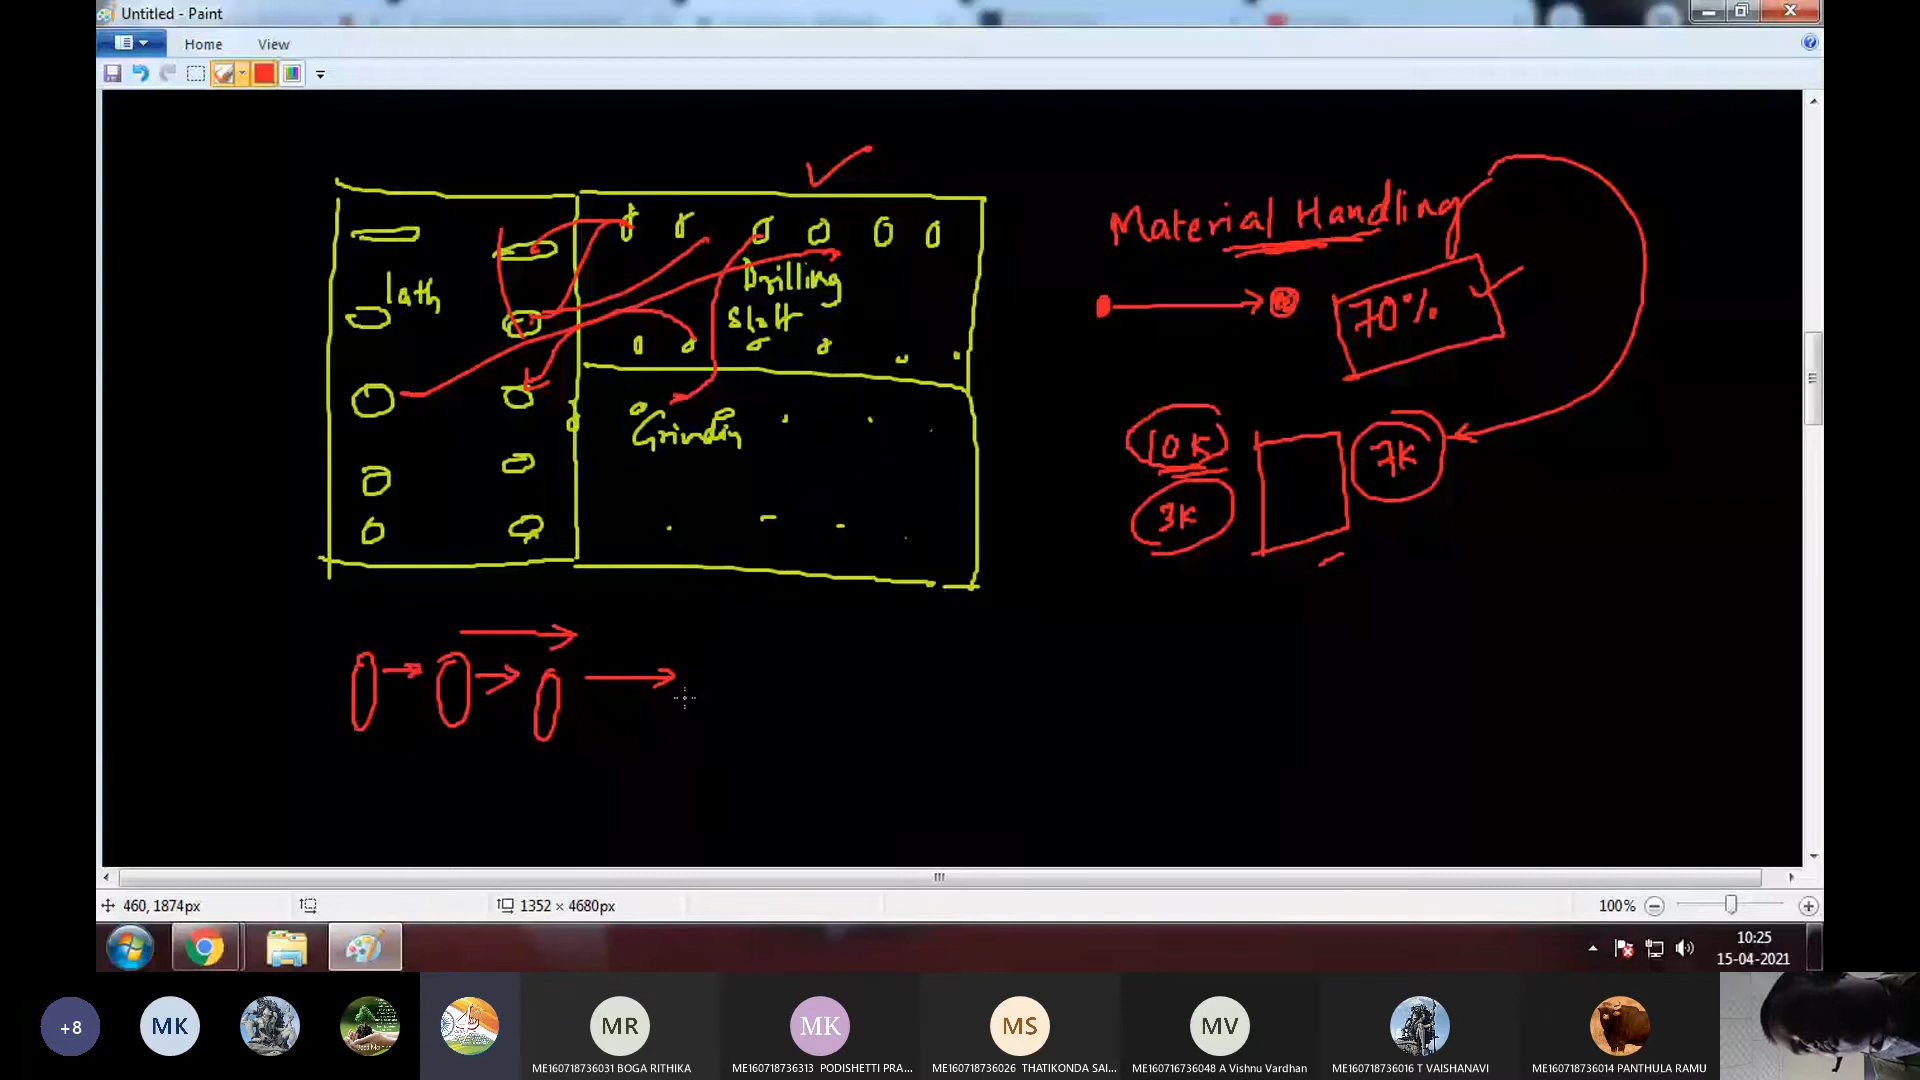 Untitled - Paint
Home View
Material Handling
lath
Drilling
Slott
70%
Grindin
10K
7K
3K
460, 1874px
1352 × 4680px
100%
10:25
15-04-2021
+8
MK
MR
MK
MS
MV
ME160718736031 BOGA RITHIKA
ME160718736313 PODISHETTI PRA...
ME160718736026 THATIKONDA SAI...
ME160716736048 A Vishnu Vardhan
ME160718736016 T VAISHANAVI
ME160718736014 PANTHULA RAMU